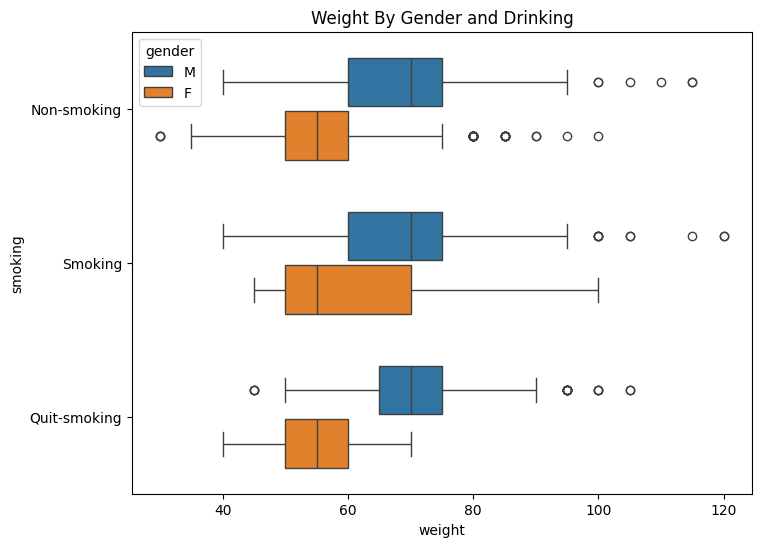 Weight By Gender and Drinking
gender
M
F
Non-smoking
Smoking
Quit-smoking
smoking
40 60 80 100 120
weight